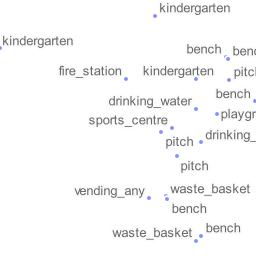 kindergarten
kindergarten
bench
fire_station
kindergarten
bench
drinking_water
sports_centre
pitch
pitch
vending_any
waste_basket
bench
waste_basket
bench